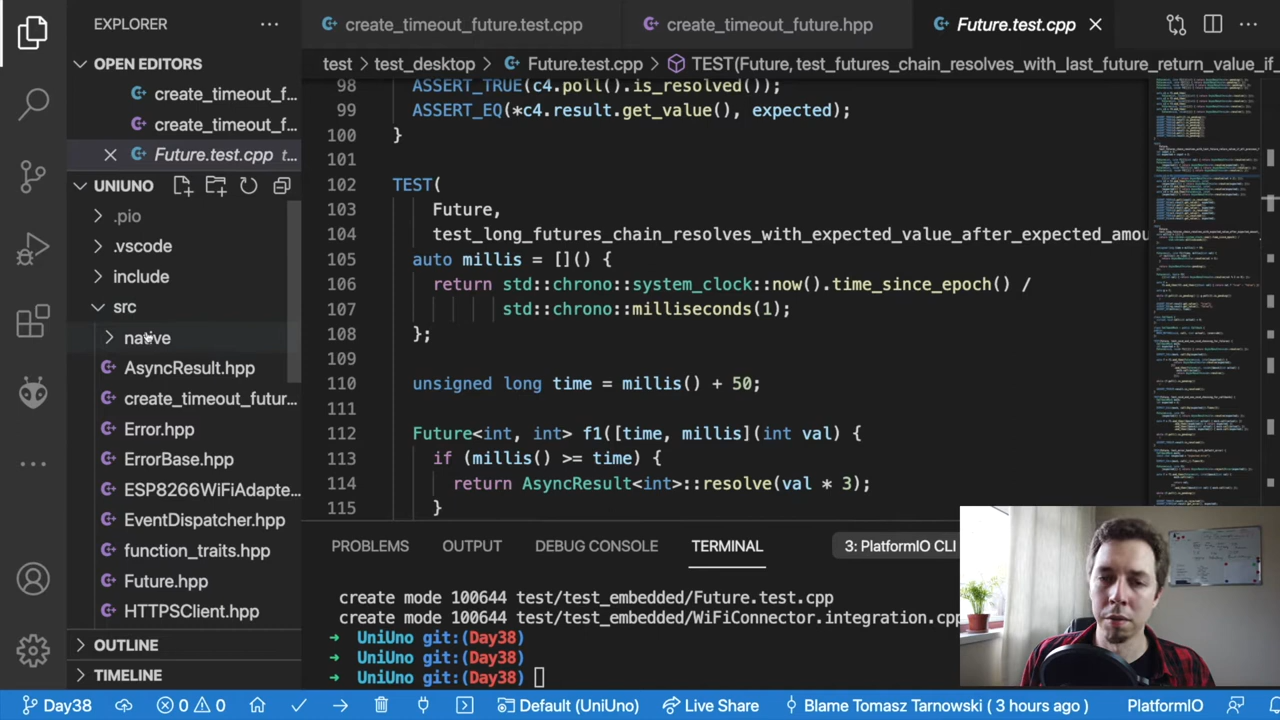 EXPLORER
create_timeout_future.test.cpp
create_timeout_future.hpp
Future.test.cpp
OPEN EDITORS
create_timeout_f...
create_timeout_f...
Future.test.cpp t...
UNIUNO
.pio
.vscode
include
src
native
AsyncResult.hpp
create_timeout_futur...
Error.hpp
ErrorBase.hpp
ESP8266WiFiAdapte...
EventDispatcher.hpp
function_traits.hpp
Future.hpp
HTTPSClient.hpp
OUTLINE
TIMELINE
test > test_desktop > Future.test.cpp > TEST(Future, test_futures_chain_resolves_with_last_future_return_value_if_
98 ASSERT_TRUE(c4.poll().is_resolved());
99 ASSERT_EQ(*c4.result.get_value(), expected);
100 }
101
102 TEST(
103 Future,
104 test_long_futures_chain_resolves_with_expected_value_after_expected_amou
105 auto millis = []() {
106 return std::chrono::system_clock::now().time_since_epoch() /
107 std::chrono::milliseconds(1);
108 };
109
110 unsigned long time = millis() + 50;
111
112 Future<int, int> f1([time, millis](int val) {
113 if (millis() >= time) {
114 return AsyncResult<int>::resolve(val * 3);
115 }
PROBLEMS OUTPUT DEBUG CONSOLE TERMINAL 3: PlatformIO CLI
create mode 100644 test/test_embedded/Future.test.cpp
create mode 100644 test/test_embedded/WiFiConnector.integration.cpp
➜ UniUno git:(Day38)
➜ UniUno git:(Day38)
➜ UniUno git:(Day38)
Day38 0 0 Default (UniUno) Live Share Blame Tomasz Tarnowski ( 3 hours ago ) PlatformIO